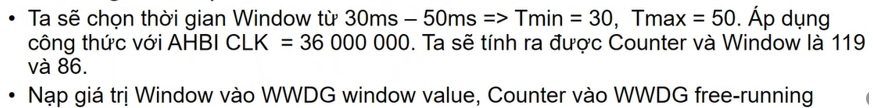 • Ta sẽ chọn thời gian Window từ 30ms – 50ms => Tmin = 30, Tmax = 50. Áp dụng
công thức với AHBI CLK = 36 000 000. Ta sẽ tính ra được Counter và Window là 119
và 86.
• Nạp giá trị Window vào WWDG window value, Counter vào WWDG free-running